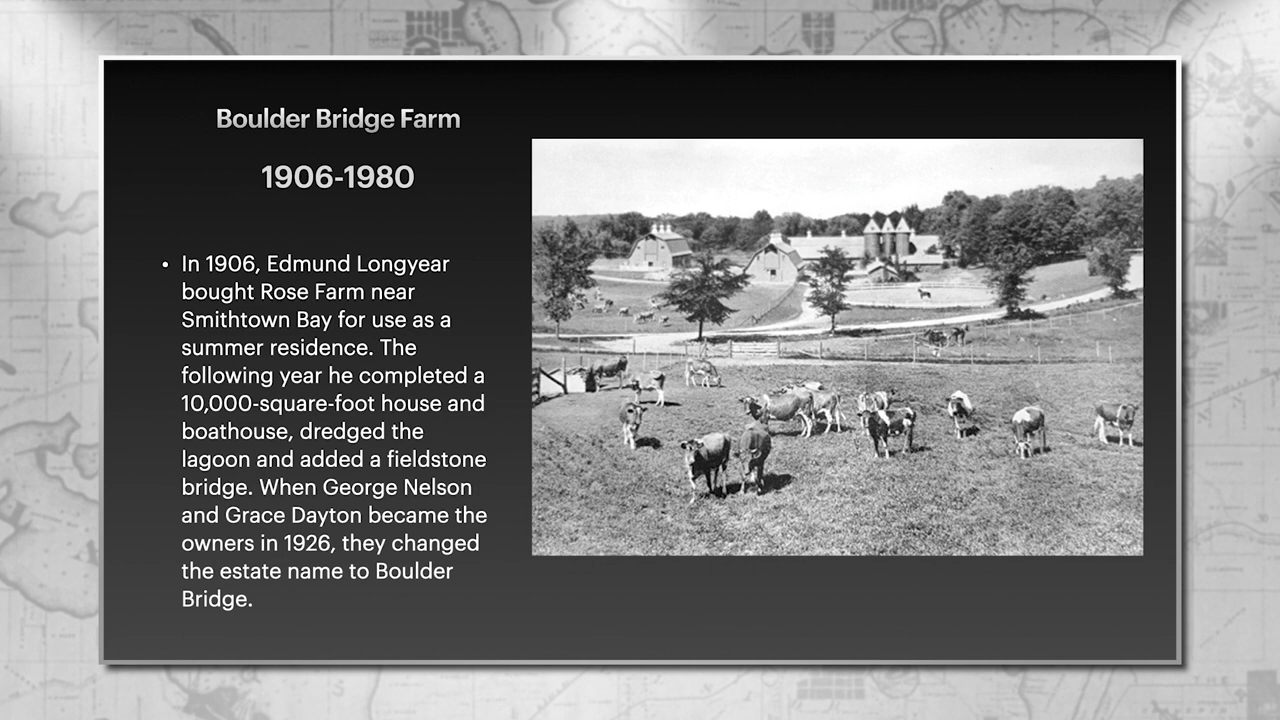 Boulder Bridge Farm
1906-1980
• In 1906, Edmund Longyear
bought Rose Farm near
Smithtown Bay for use as a
summer residence. The
following year he completed a
10,000-square-foot house and
boathouse, dredged the
lagoon and added a fieldstone
bridge. When George Nelson
and Grace Dayton became the
owners in 1926, they changed
the estate name to Boulder
Bridge.